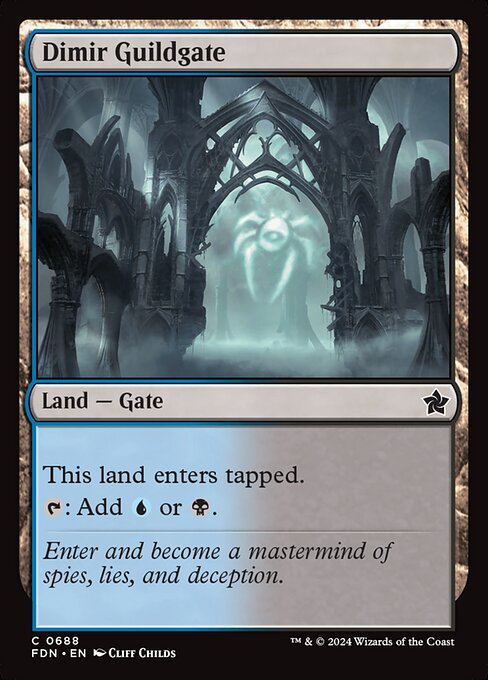 Dimir Guildgate
Land — Gate
This land enters tapped.
: Add or .
Enter and become a mastermind of
spies, lies, and deception.
C 0688
FDN • EN Cliff Childs
™ & © 2024 Wizards of the Coast